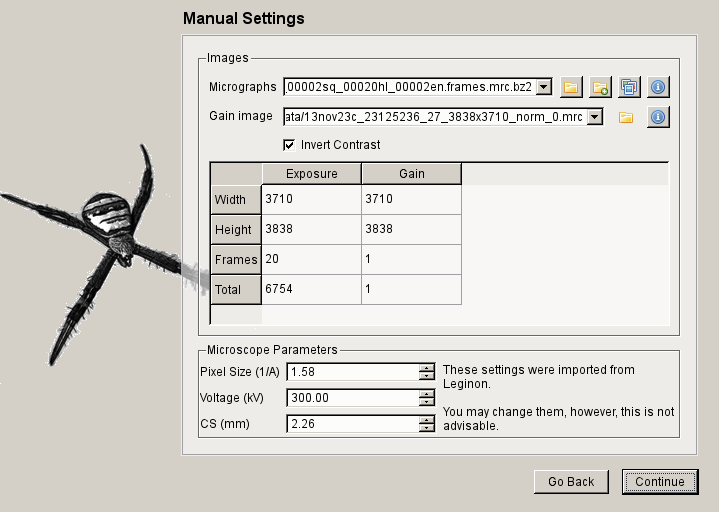 Manual Settings
Images
Micrographs 00002sq_00020hl_00002en.frames.mrc.bz2
Gain image ata/13nov23c_23125236_27_3838x3710_norm_0.mrc
Invert Contrast
Exposure Gain
Width 3710 3710
Height 3838 3838
Frames 20 1
Total 6754 1
Microscope Parameters
Pixel Size (1/A) 1.58
Voltage (kV) 300.00
CS (mm) 2.26
These settings were imported from
Leginon.
You may change them, however, this is not
advisable.
Go Back Continue